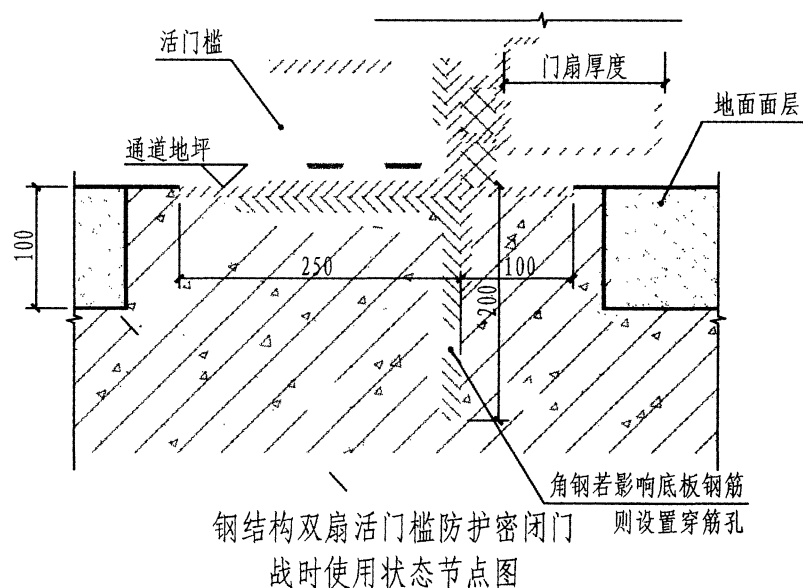 活门槛
门扇厚度
地面面层
通道地坪
100
250
100
200
角钢若影响底板钢筋
则设置穿筋孔
钢结构双扇活门槛防护密闭门
战时使用状态节点图